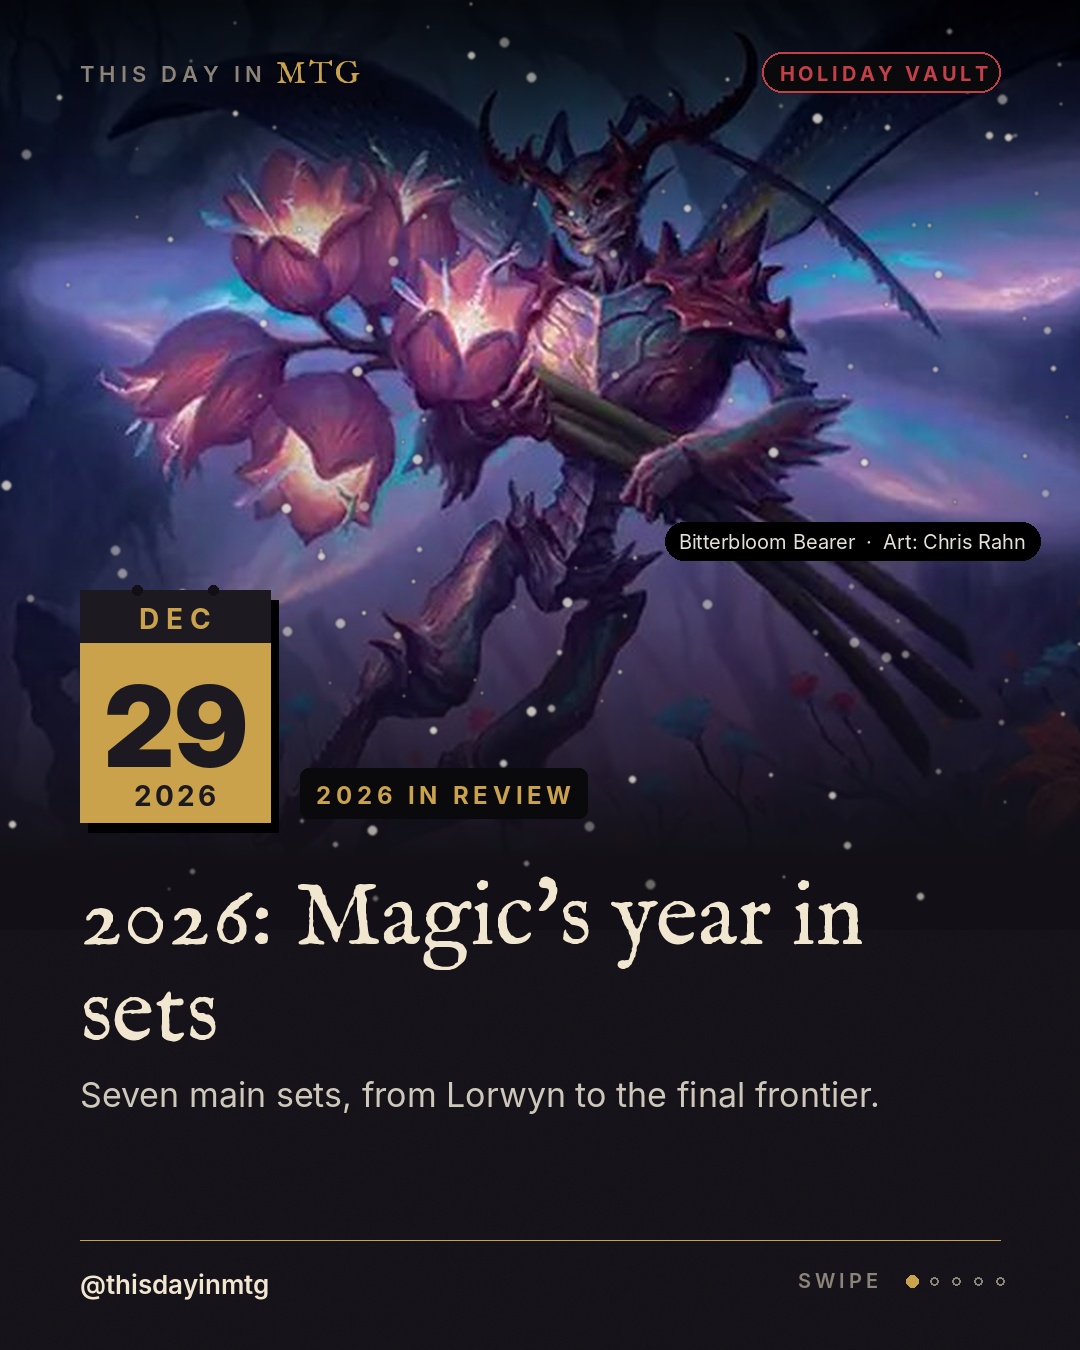 THIS DAY IN MTG
HOLIDAY VAULT
Bitterbloom Bearer · Art: Chris Rahn
DEC
29
2026
2026 IN REVIEW
2026: Magic’s year in
sets
Seven main sets, from Lorwyn to the final frontier.
@thisdayinmtg
SWIPE